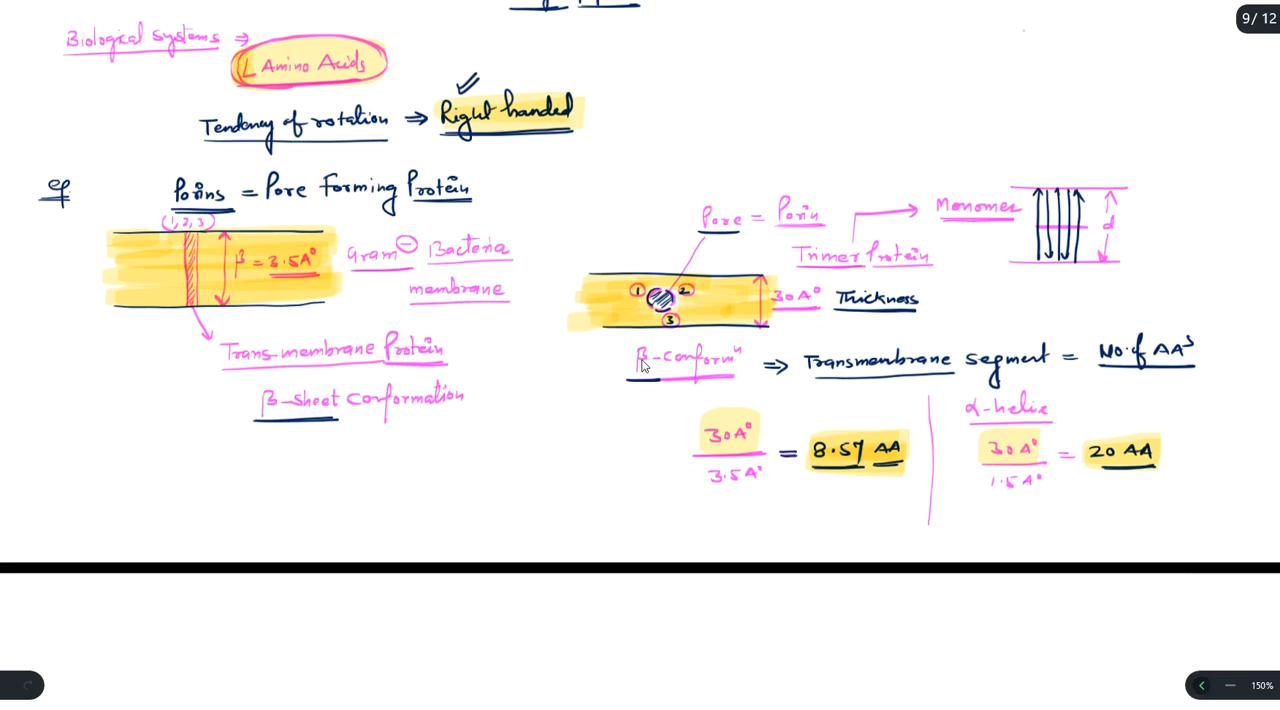 9 / 12
Biological systems ⇒
L Amino Acids
Tendency of rotation ⇒ Right handed
eg
Porins = Pore Forming Protein
(1, 2, 3)
β = 3.5A°
Gram⊖ Bacteria
membrane
Trans-membrane Protein
β-sheet conformation
Pore = Porin
Trimer Protein
Monomer
d
1
2
3
30A° Thickness
β-conformⁿ ⇒ Transmembrane segment = No. of AAˢ
30A° / 3.5A° = 8.57 AA
α-helix
30A° / 1.5A° = 20 AA
150%